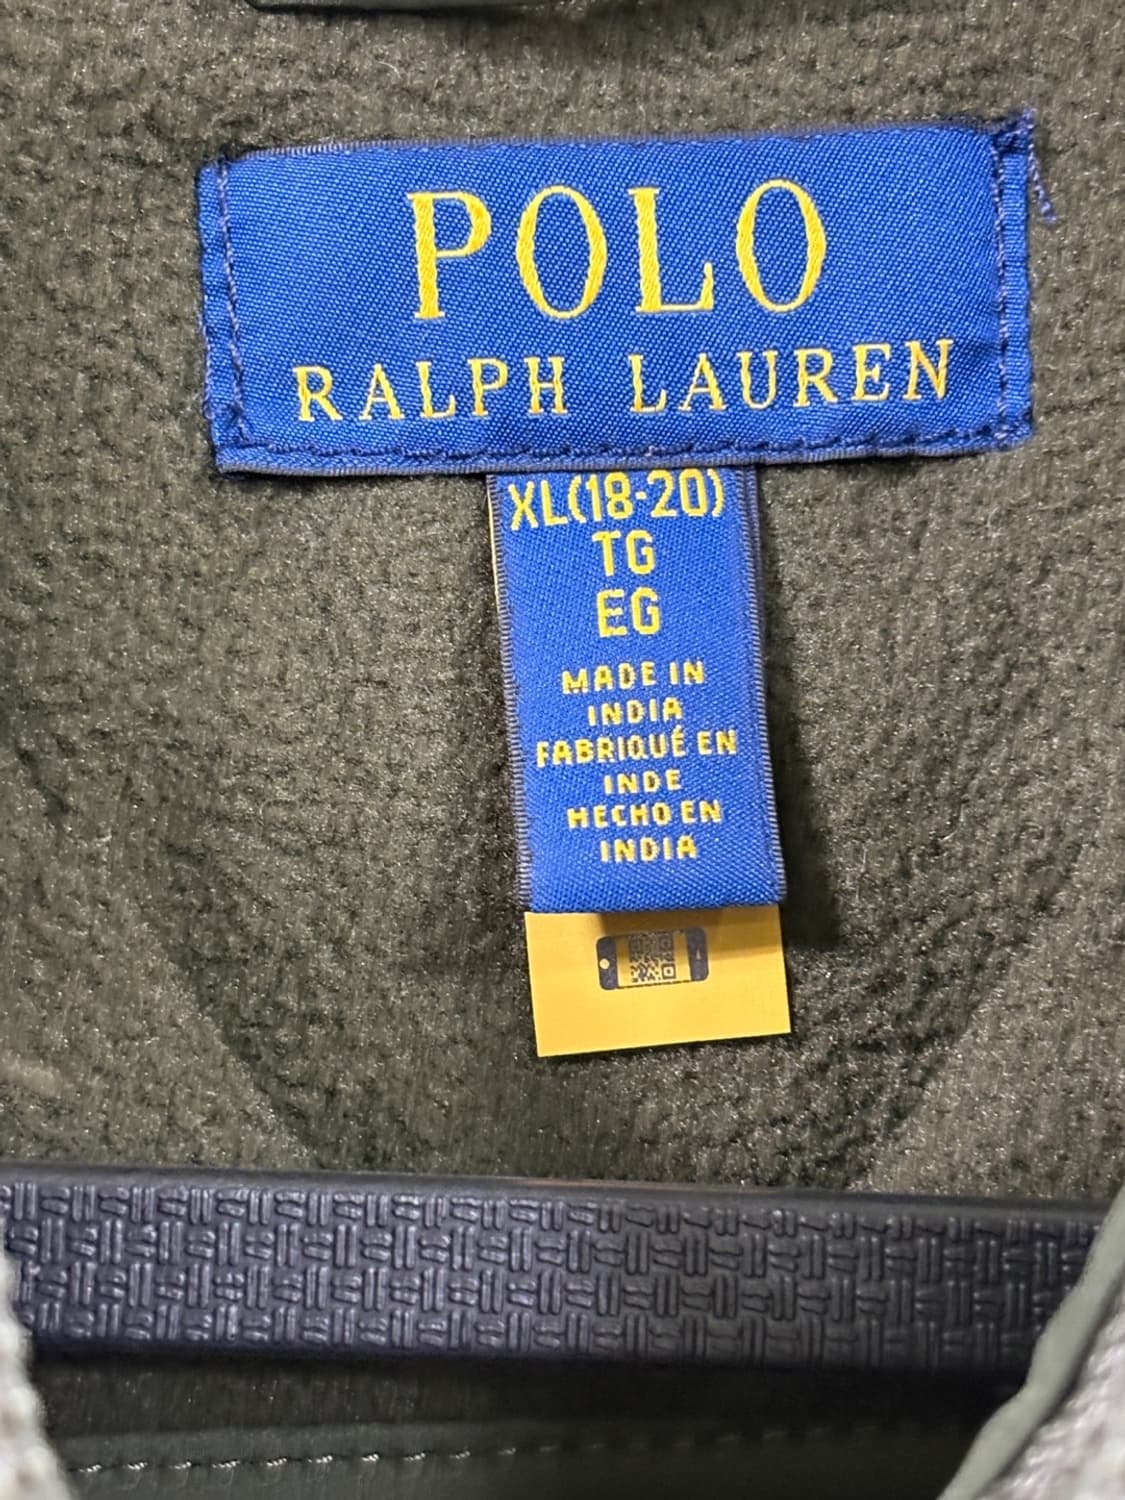 POLO
RALPH LAUREN
XL(18-20)
TG
EG
MADE IN
INDIA
FABRIQUÉ EN
INDE
HECHO EN
INDIA